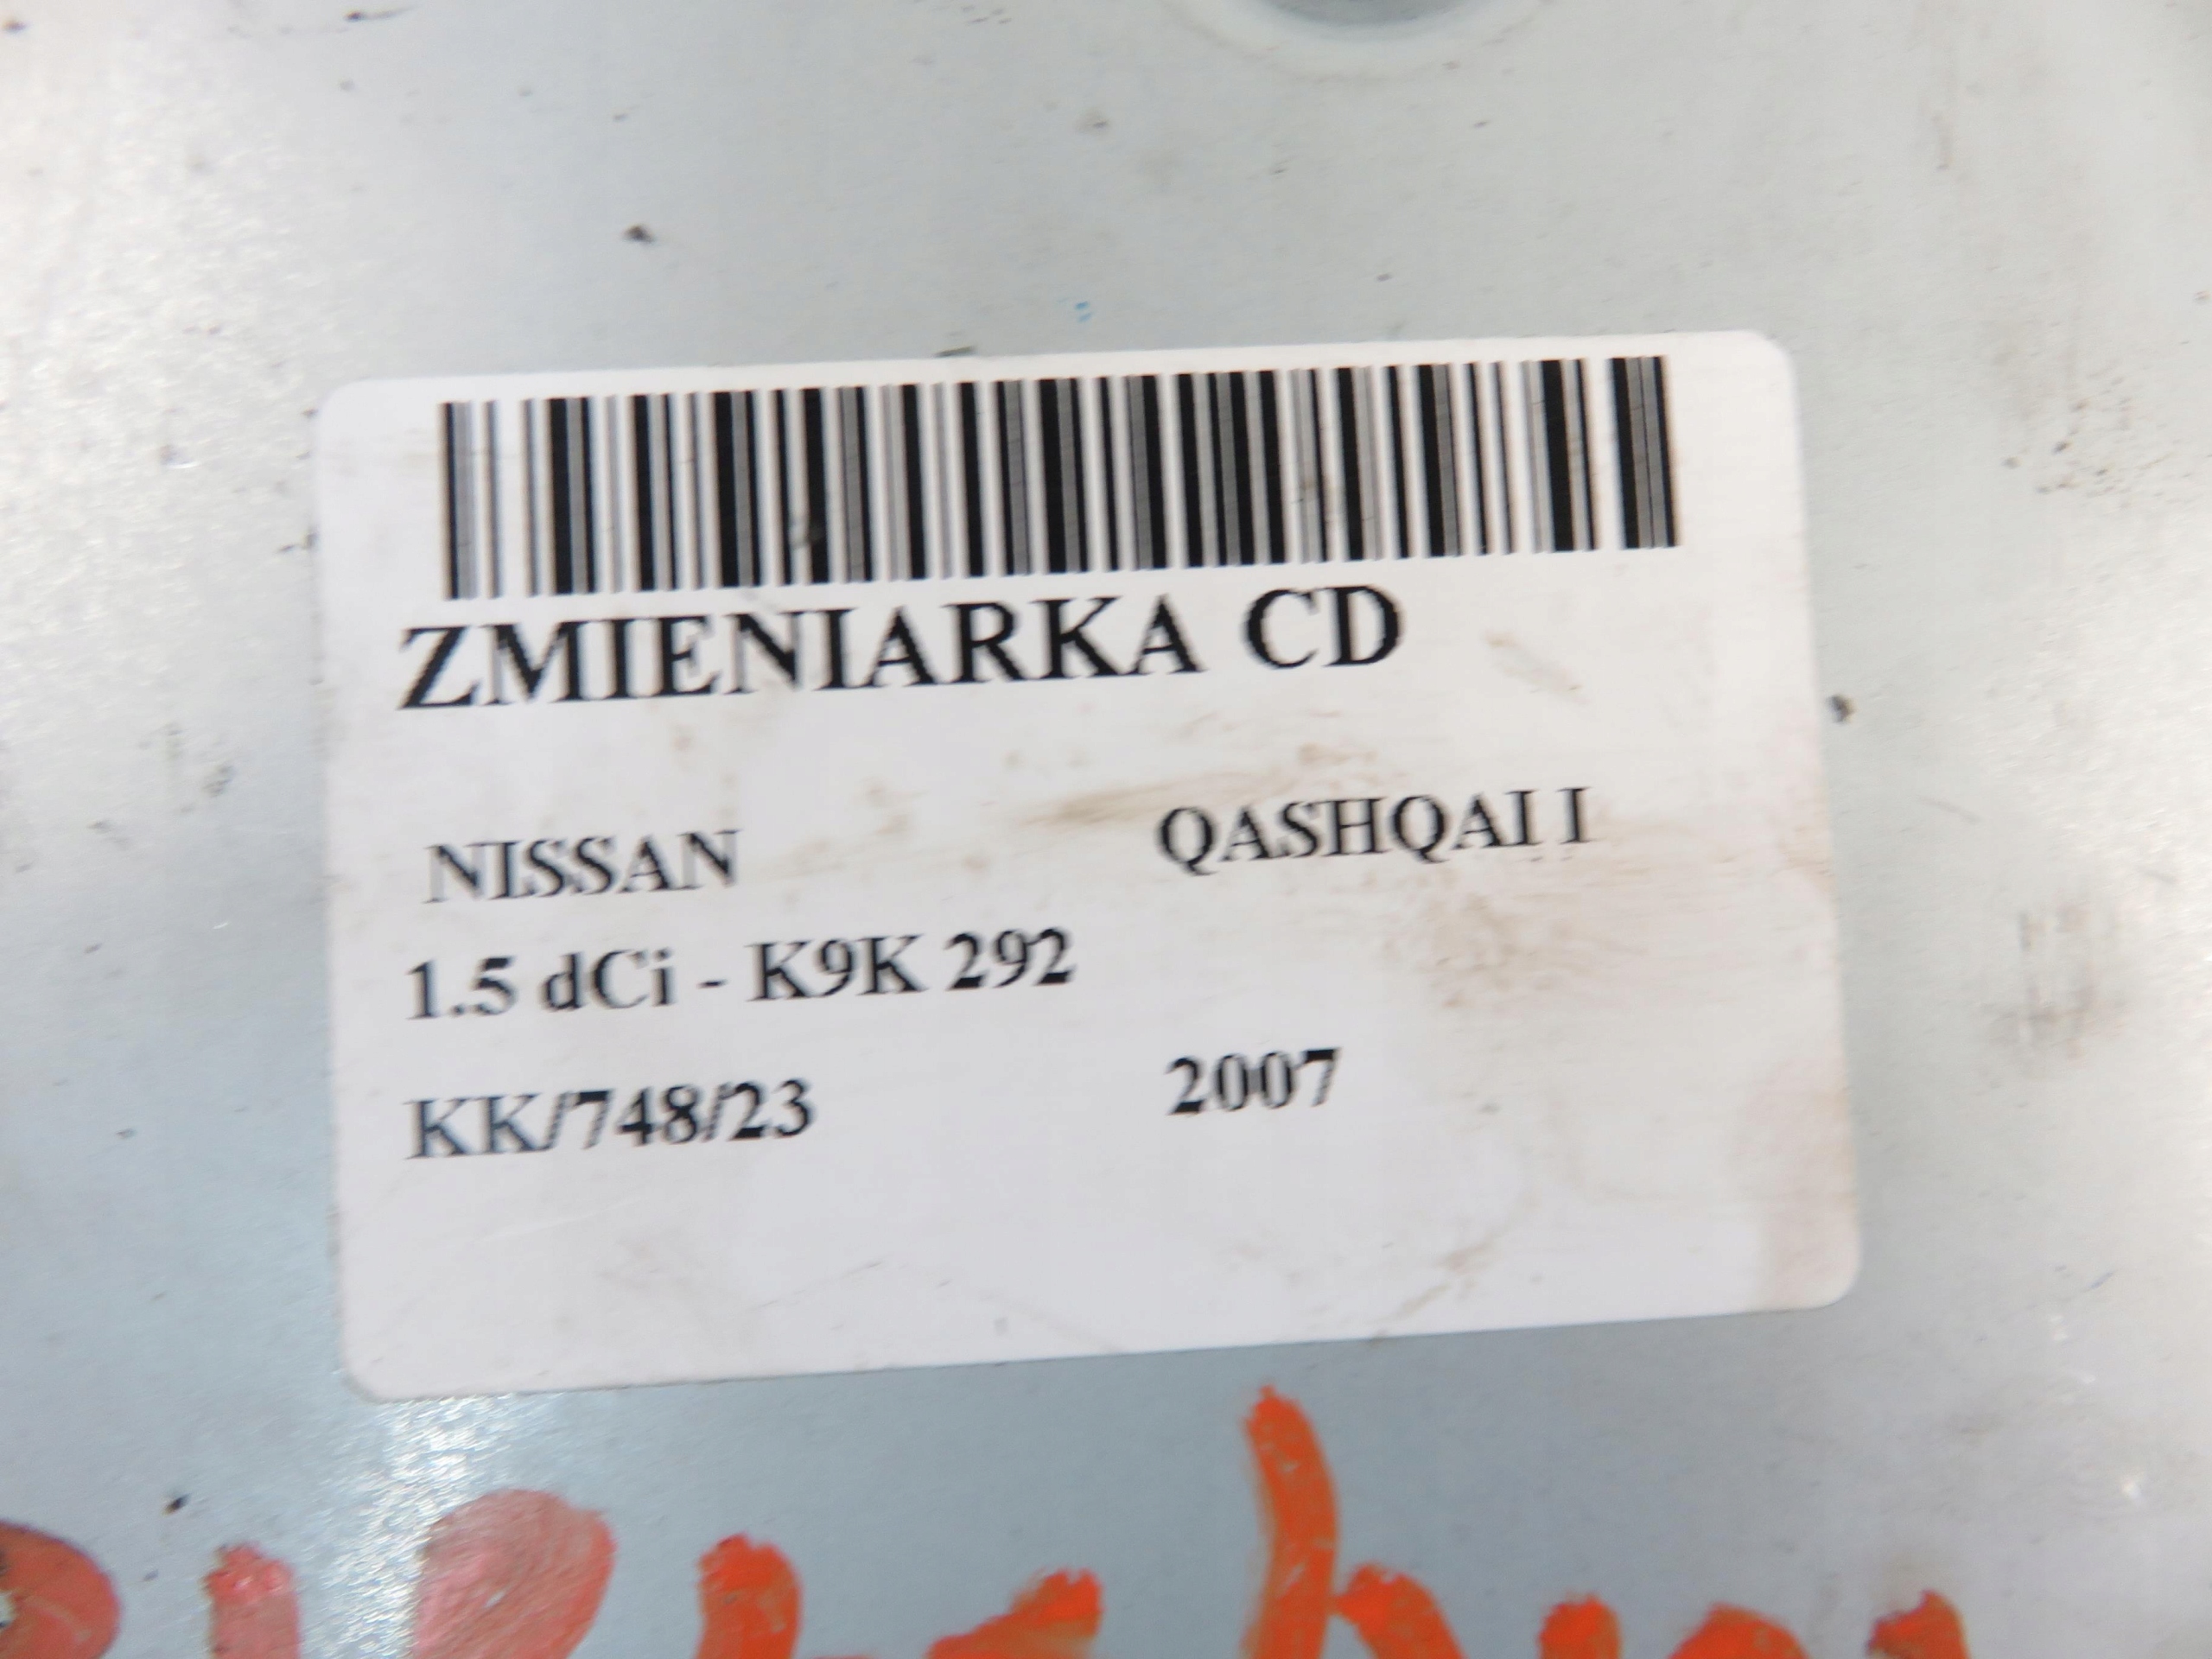 ZMIENIARKA CD
NISSAN QASHQAI I
1.5 dCi - K9K 292
KK/748/23 2007